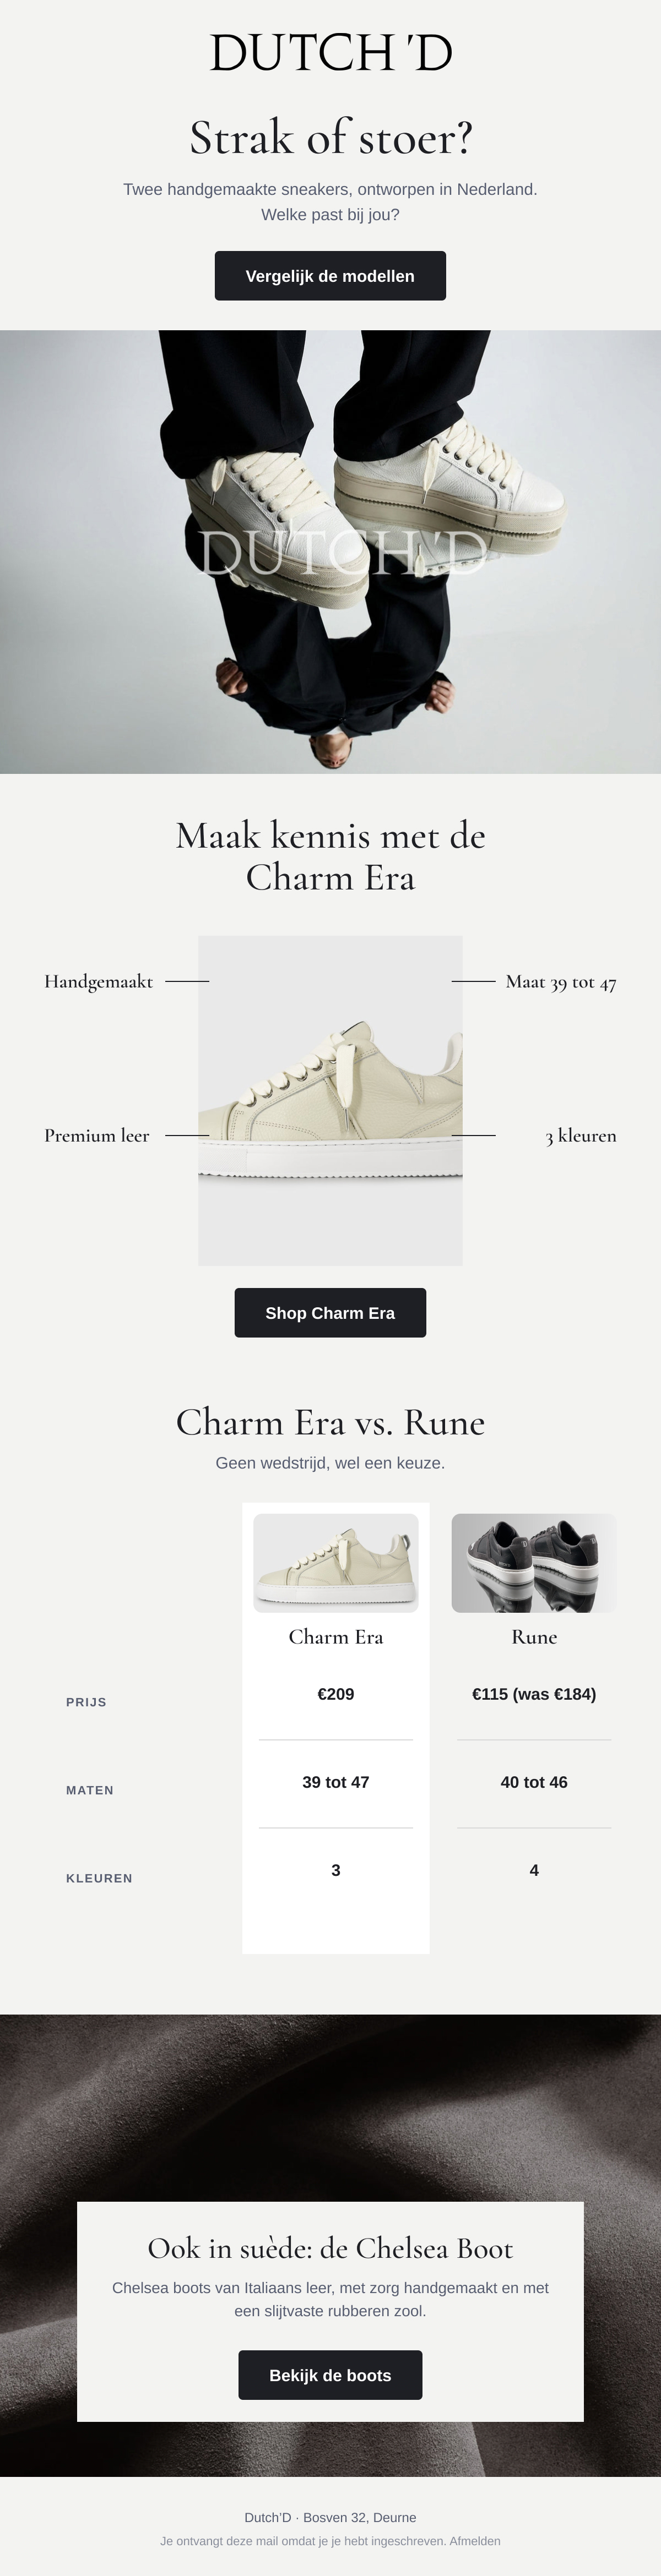 DUTCH 'D
Strak of stoer?
Twee handgemaakte sneakers, ontworpen in Nederland.
Welke past bij jou?
Vergelijk de modellen
DUTCH 'D
Maak kennis met de
Charm Era
Handgemaakt
Maat 39 tot 47
Premium leer
3 kleuren
Shop Charm Era
Charm Era vs. Rune
Geen wedstrijd, wel een keuze.
Charm Era
Rune
PRIJS
€209
€115 (was €184)
MATEN
39 tot 47
40 tot 46
KLEUREN
3
4
Ook in suède: de Chelsea Boot
Chelsea boots van Italiaans leer, met zorg handgemaakt en met
een slijtvaste rubberen zool.
Bekijk de boots
Dutch'D · Bosven 32, Deurne
Je ontvangt deze mail omdat je je hebt ingeschreven. Afmelden